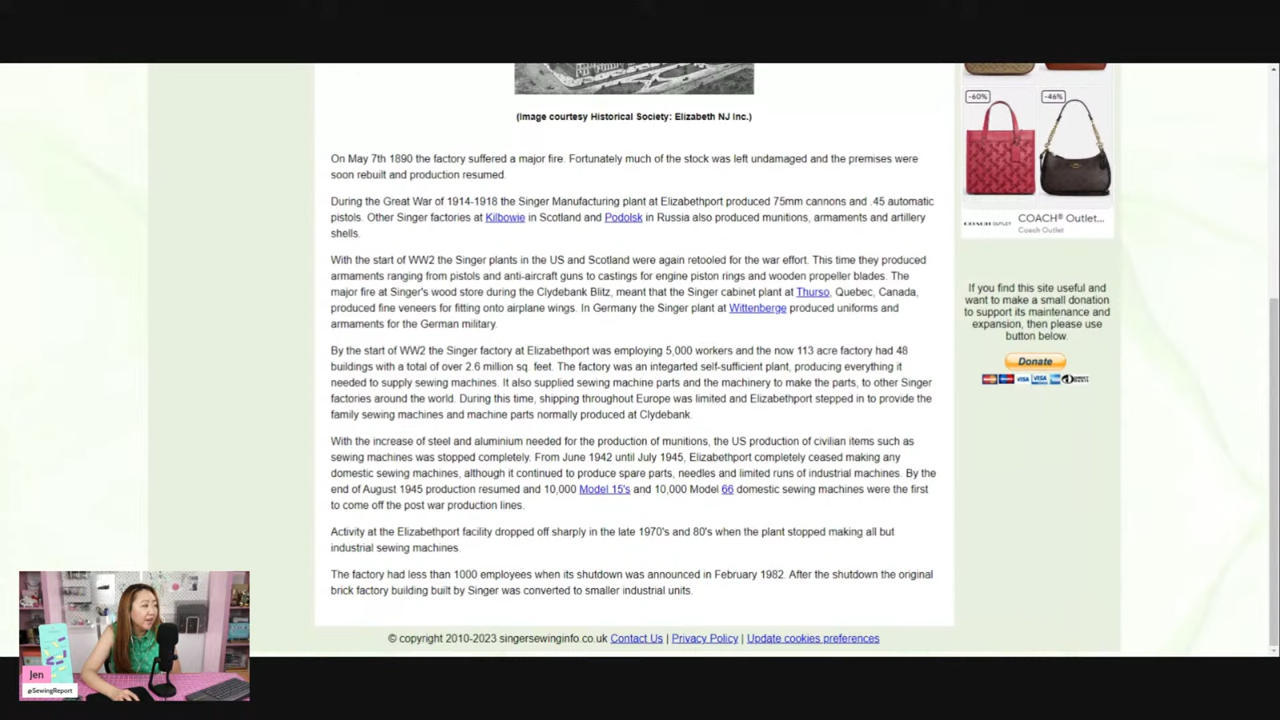 (Image courtesy Historical Society: Elizabeth NJ Inc.)
On May 7th 1890 the factory suffered a major fire. Fortunately much of the stock was left undamaged and the premises were
soon rebuilt and production resumed.
During the Great War of 1914-1918 the Singer Manufacturing plant at Elizabethport produced 75mm cannons and .45 automatic
pistols. Other Singer factories at Kilbowie in Scotland and Podolsk in Russia also produced munitions, armaments and artillery
shells.
With the start of WW2 the Singer plants in the US and Scotland were again retooled for the war effort. This time they produced
armaments ranging from pistols and anti-aircraft guns to castings for engine piston rings and wooden propeller blades. The
major fire at Singer's wood store during the Clydebank Blitz, meant that the Singer cabinet plant at Thurso, Quebec, Canada,
produced fine veneers for fitting onto airplane wings. In Germany the Singer plant at Wittenberge produced uniforms and
armaments for the German military.
By the start of WW2 the Singer factory at Elizabethport was employing 5,000 workers and the now 113 acre factory had 48
buildings with a total of over 2.6 million sq. feet. The factory was an integarted self-sufficient plant, producing everything it
needed to supply sewing machines. It also supplied sewing machine parts and the machinery to make the parts, to other Singer
factories around the world. During this time, shipping throughout Europe was limited and Elizabethport stepped in to provide the
family sewing machines and machine parts normally produced at Clydebank.
With the increase of steel and aluminium needed for the production of munitions, the US production of civilian items such as
sewing machines was stopped completely. From June 1942 until July 1945, Elizabethport completely ceased making any
domestic sewing machines, although it continued to produce spare parts, needles and limited runs of industrial machines. By the
end of August 1945 production resumed and 10,000 Model 15's and 10,000 Model 66 domestic sewing machines were the first
to come off the post war production lines.
Activity at the Elizabethport facility dropped off sharply in the late 1970's and 80's when the plant stopped making all but
industrial sewing machines.
The factory had less than 1000 employees when its shutdown was announced in February 1982. After the shutdown the original
brick factory building built by Singer was converted to smaller industrial units.
© copyright 2010-2023 singersewinginfo.co.uk Contact Us | Privacy Policy | Update cookies preferences
-60%
-46%
COACH OUTLET
COACH® Outlet...
Coach Outlet
If you find this site useful and
want to make a small donation
to support its maintenance and
expansion, then please use
button below.
Donate
Jen
@SewingReport